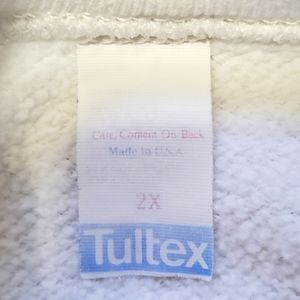 Care, Content On Back
Made in U.S.A.
2X
Tultex